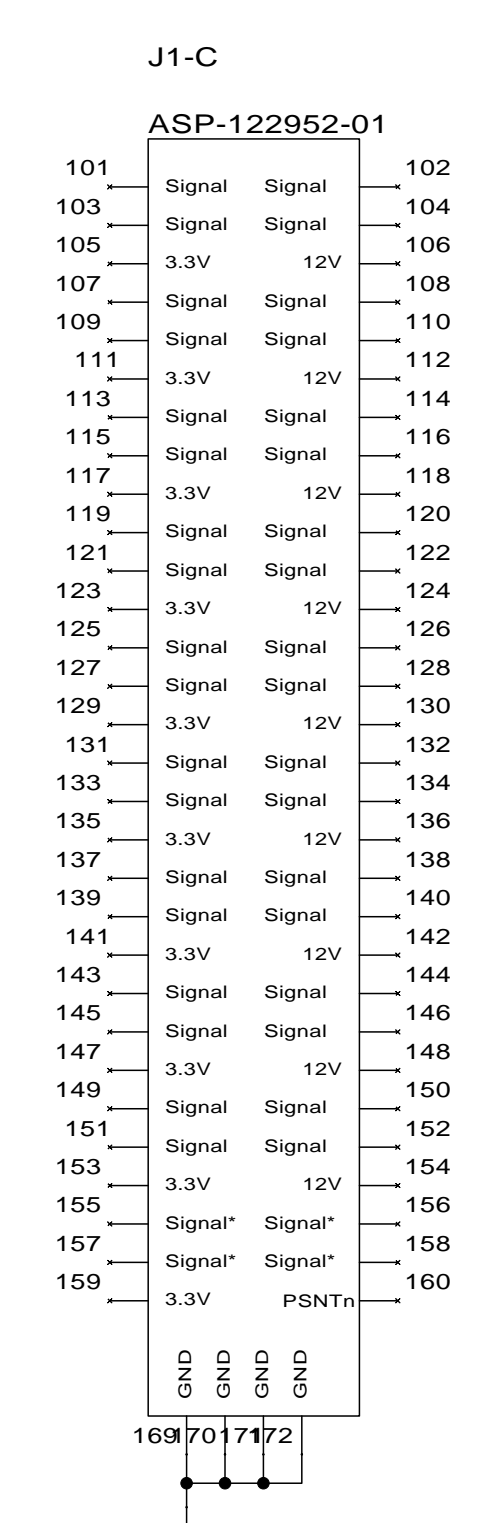 J1-C
ASP-122952-01
101 Signal Signal 102
103 Signal Signal 104
105 3.3V 12V 106
107 Signal Signal 108
109 Signal Signal 110
111 3.3V 12V 112
113 Signal Signal 114
115 Signal Signal 116
117 3.3V 12V 118
119 Signal Signal 120
121 Signal Signal 122
123 3.3V 12V 124
125 Signal Signal 126
127 Signal Signal 128
129 3.3V 12V 130
131 Signal Signal 132
133 Signal Signal 134
135 3.3V 12V 136
137 Signal Signal 138
139 Signal Signal 140
141 3.3V 12V 142
143 Signal Signal 144
145 Signal Signal 146
147 3.3V 12V 148
149 Signal Signal 150
151 Signal Signal 152
153 3.3V 12V 154
155 Signal* Signal* 156
157 Signal* Signal* 158
159 3.3V PSNTn 160
GND GND GND GND
169 170 171 172